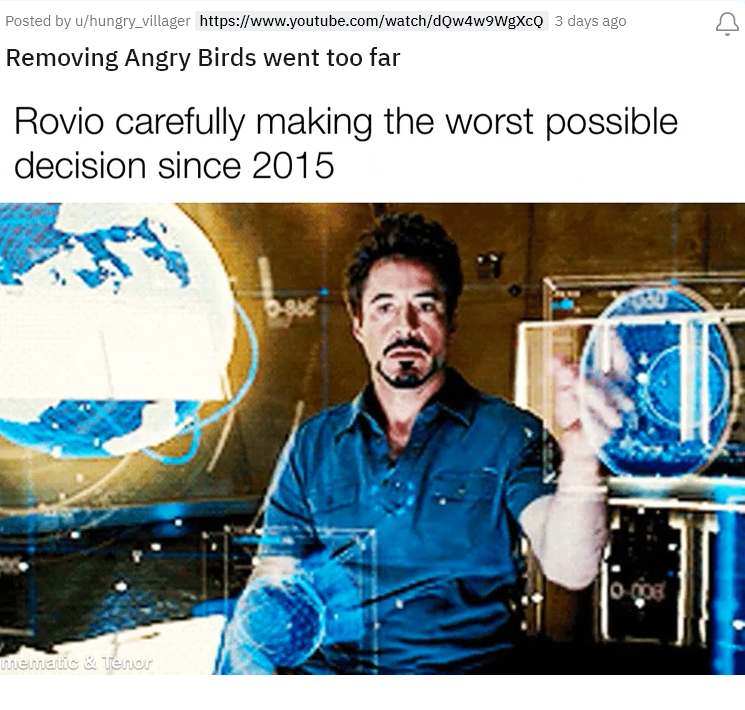 Posted by u/hungry_villager https://www.youtube.com/watch/dQw4w9WgXcQ 3 days ago
Removing Angry Birds went too far
Rovio carefully making the worst possible
decision since 2015
0-008
mematic & Tenor